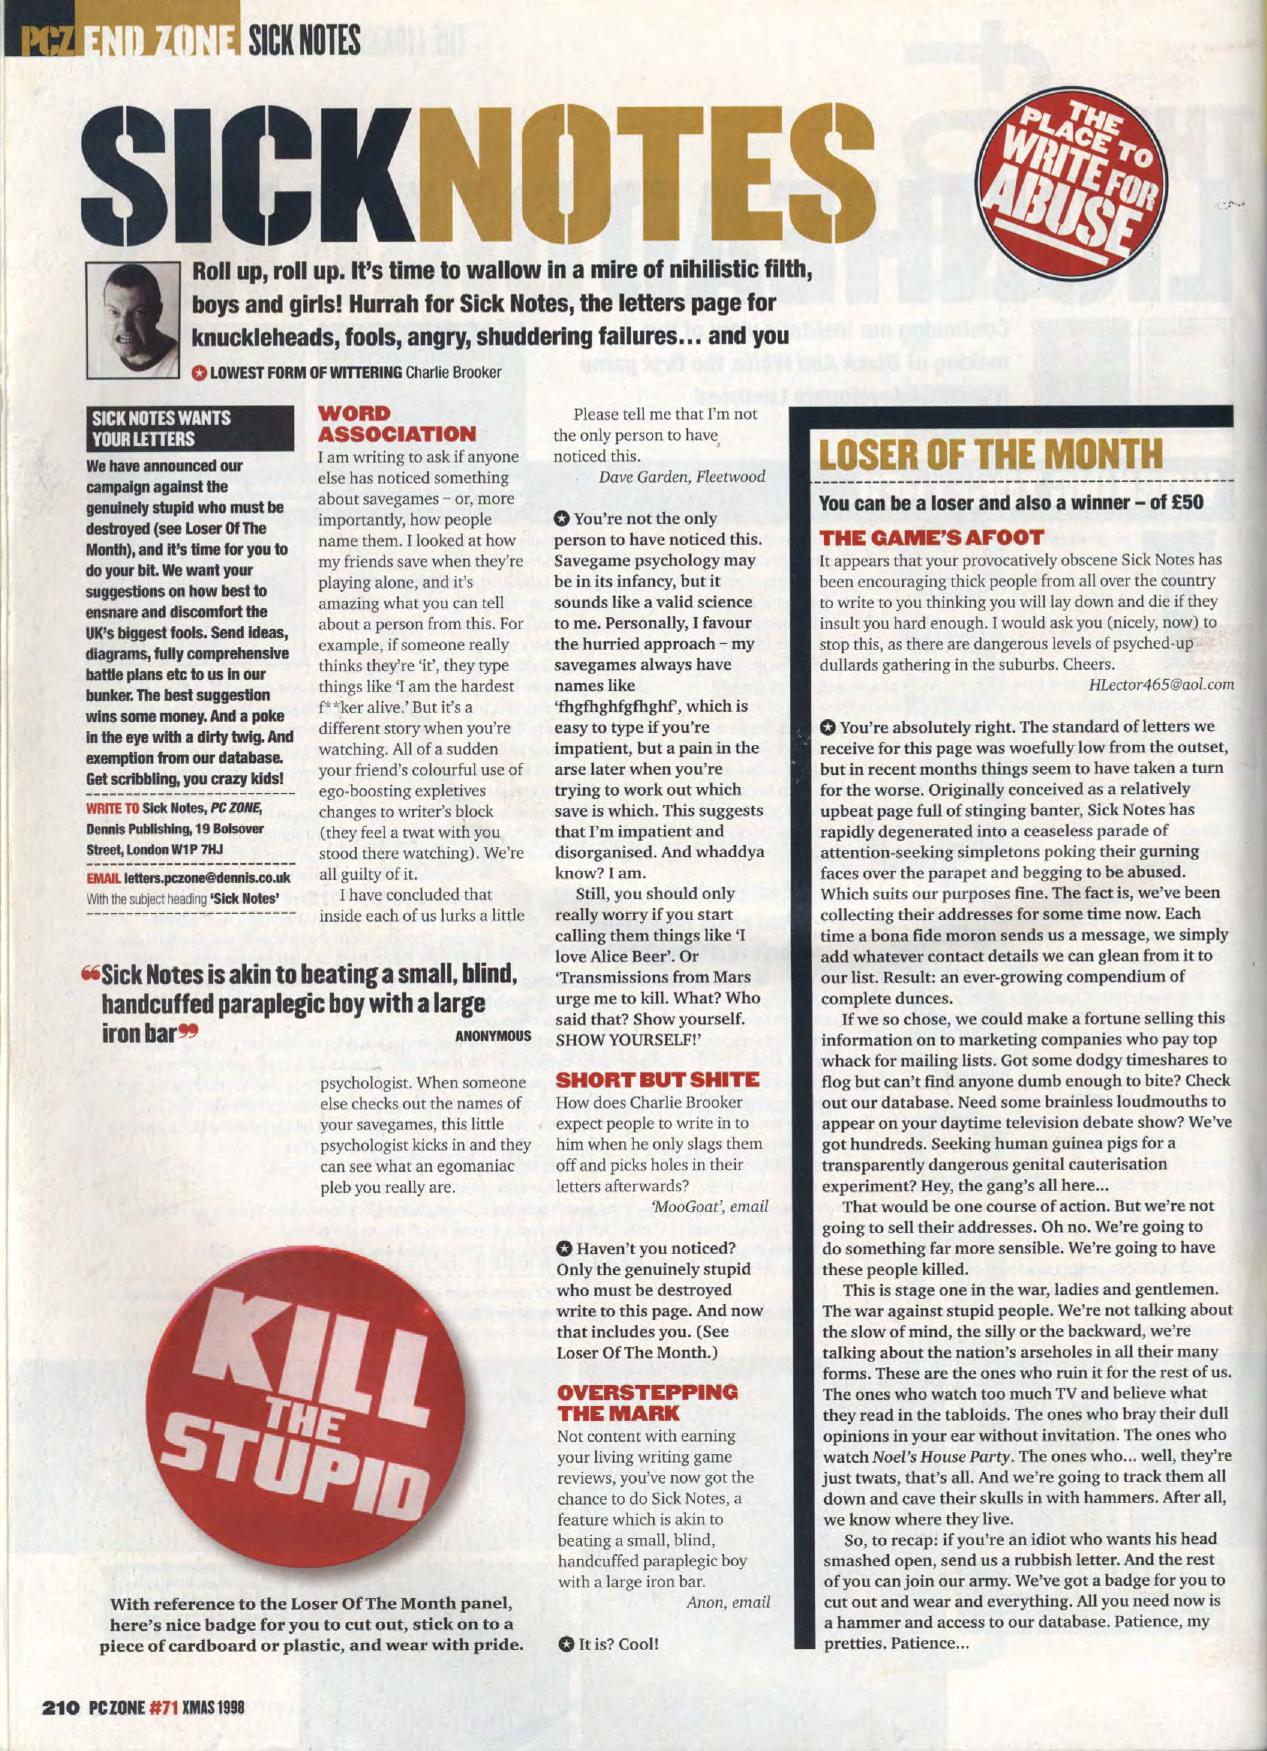 PCZ END ZONE SICK NOTES
SICKNOTES
THE
PLACE TO
WRITE FOR
ABUSE
Roll up, roll up. It's time to wallow in a mire of nihilistic filth,
boys and girls! Hurrah for Sick Notes, the letters page for
knuckleheads, fools, angry, shuddering failures... and you
LOWEST FORM OF WITTERING Charlie Brooker
SICK NOTES WANTS
YOUR LETTERS
We have announced our
campaign against the
genuinely stupid who must be
destroyed (see Loser Of The
Month), and it's time for you to
do your bit. We want your
suggestions on how best to
ensnare and discomfort the
UK's biggest fools. Send ideas,
diagrams, fully comprehensive
battle plans etc to us in our
bunker. The best suggestion
wins some money. And a poke
in the eye with a dirty twig. And
exemption from our database.
Get scribbling, you crazy kids!
WRITE TO Sick Notes, PC ZONE,
Dennis Publishing, 19 Bolsover
Street, London W1P 7HJ
EMAIL letters.pczone@dennis.co.uk
With the subject heading 'Sick Notes'
WORD
ASSOCIATION
I am writing to ask if anyone
else has noticed something
about savegames – or, more
importantly, how people
name them. I looked at how
my friends save when they're
playing alone, and it's
amazing what you can tell
about a person from this. For
example, if someone really
thinks they're 'it', they type
things like 'I am the hardest
f**ker alive.' But it's a
different story when you're
watching. All of a sudden
your friend's colourful use of
ego-boosting expletives
changes to writer's block
(they feel a twat with you
stood there watching). We're
all guilty of it.
I have concluded that
inside each of us lurks a little
“Sick Notes is akin to beating a small, blind,
handcuffed paraplegic boy with a large
iron bar”
ANONYMOUS
psychologist. When someone
else checks out the names of
your savegames, this little
psychologist kicks in and they
can see what an egomaniac
pleb you really are.
Please tell me that I'm not
the only person to have
noticed this.
Dave Garden, Fleetwood
You're not the only
person to have noticed this.
Savegame psychology may
be in its infancy, but it
sounds like a valid science
to me. Personally, I favour
the hurried approach – my
savegames always have
names like
'fhgfhghfgfhghf', which is
easy to type if you're
impatient, but a pain in the
arse later when you're
trying to work out which
save is which. This suggests
that I'm impatient and
disorganised. And whaddya
know? I am.
Still, you should only
really worry if you start
calling them things like 'I
love Alice Beer'. Or
'Transmissions from Mars
urge me to kill. What? Who
said that? Show yourself.
SHOW YOURSELF!'
SHORT BUT SHITE
How does Charlie Brooker
expect people to write in to
him when he only slags them
off and picks holes in their
letters afterwards?
'MooGoat', email
Haven't you noticed?
Only the genuinely stupid
who must be destroyed
write to this page. And now
that includes you. (See
Loser Of The Month.)
OVERSTEPPING
THE MARK
Not content with earning
your living writing game
reviews, you've now got the
chance to do Sick Notes, a
feature which is akin to
beating a small, blind,
handcuffed paraplegic boy
with a large iron bar.
Anon, email
It is? Cool!
KILL
THE
STUPID
With reference to the Loser Of The Month panel,
here's nice badge for you to cut out, stick on to a
piece of cardboard or plastic, and wear with pride.
LOSER OF THE MONTH
You can be a loser and also a winner – of £50
THE GAME'S AFOOT
It appears that your provocatively obscene Sick Notes has
been encouraging thick people from all over the country
to write to you thinking you will lay down and die if they
insult you hard enough. I would ask you (nicely, now) to
stop this, as there are dangerous levels of psyched-up
dullards gathering in the suburbs. Cheers.
HLector465@aol.com
You're absolutely right. The standard of letters we
receive for this page was woefully low from the outset,
but in recent months things seem to have taken a turn
for the worse. Originally conceived as a relatively
upbeat page full of stinging banter, Sick Notes has
rapidly degenerated into a ceaseless parade of
attention-seeking simpletons poking their gurning
faces over the parapet and begging to be abused.
Which suits our purposes fine. The fact is, we've been
collecting their addresses for some time now. Each
time a bona fide moron sends us a message, we simply
add whatever contact details we can glean from it to
our list. Result: an ever-growing compendium of
complete dunces.
If we so chose, we could make a fortune selling this
information on to marketing companies who pay top
whack for mailing lists. Got some dodgy timeshares to
flog but can't find anyone dumb enough to bite? Check
out our database. Need some brainless loudmouths to
appear on your daytime television debate show? We've
got hundreds. Seeking human guinea pigs for a
transparently dangerous genital cauterisation
experiment? Hey, the gang's all here...
That would be one course of action. But we're not
going to sell their addresses. Oh no. We're going to
do something far more sensible. We're going to have
these people killed.
This is stage one in the war, ladies and gentlemen.
The war against stupid people. We're not talking about
the slow of mind, the silly or the backward, we're
talking about the nation's arseholes in all their many
forms. These are the ones who ruin it for the rest of us.
The ones who watch too much TV and believe what
they read in the tabloids. The ones who bray their dull
opinions in your ear without invitation. The ones who
watch Noel's House Party. The ones who... well, they're
just twats, that's all. And we're going to track them all
down and cave their skulls in with hammers. After all,
we know where they live.
So, to recap: if you're an idiot who wants his head
smashed open, send us a rubbish letter. And the rest
of you can join our army. We've got a badge for you to
cut out and wear and everything. All you need now is
a hammer and access to our database. Patience, my
pretties. Patience...
210 PC ZONE #71 XMAS 1998